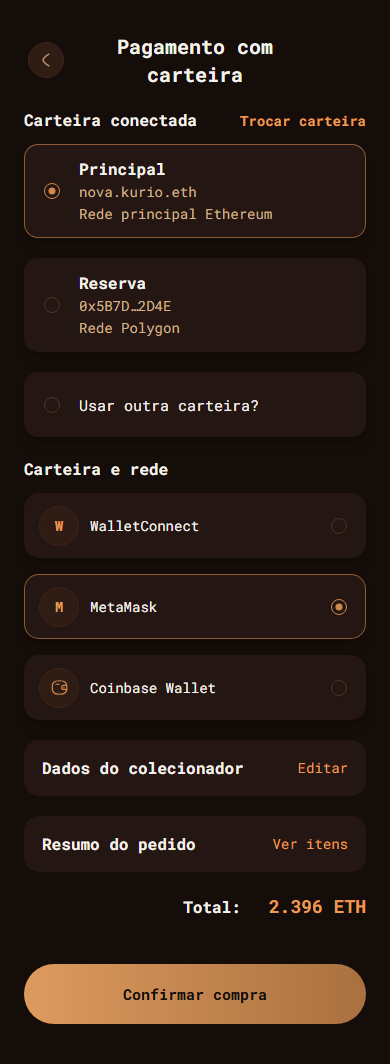 Pagamento com
carteira
Carteira conectada
Trocar carteira
Principal
nova.kurio.eth
Rede principal Ethereum
Reserva
0x5B7D…2D4E
Rede Polygon
Usar outra carteira?
Carteira e rede
W
WalletConnect
M
MetaMask
Coinbase Wallet
Dados do colecionador
Editar
Resumo do pedido
Ver itens
Total:
2.396 ETH
Confirmar compra